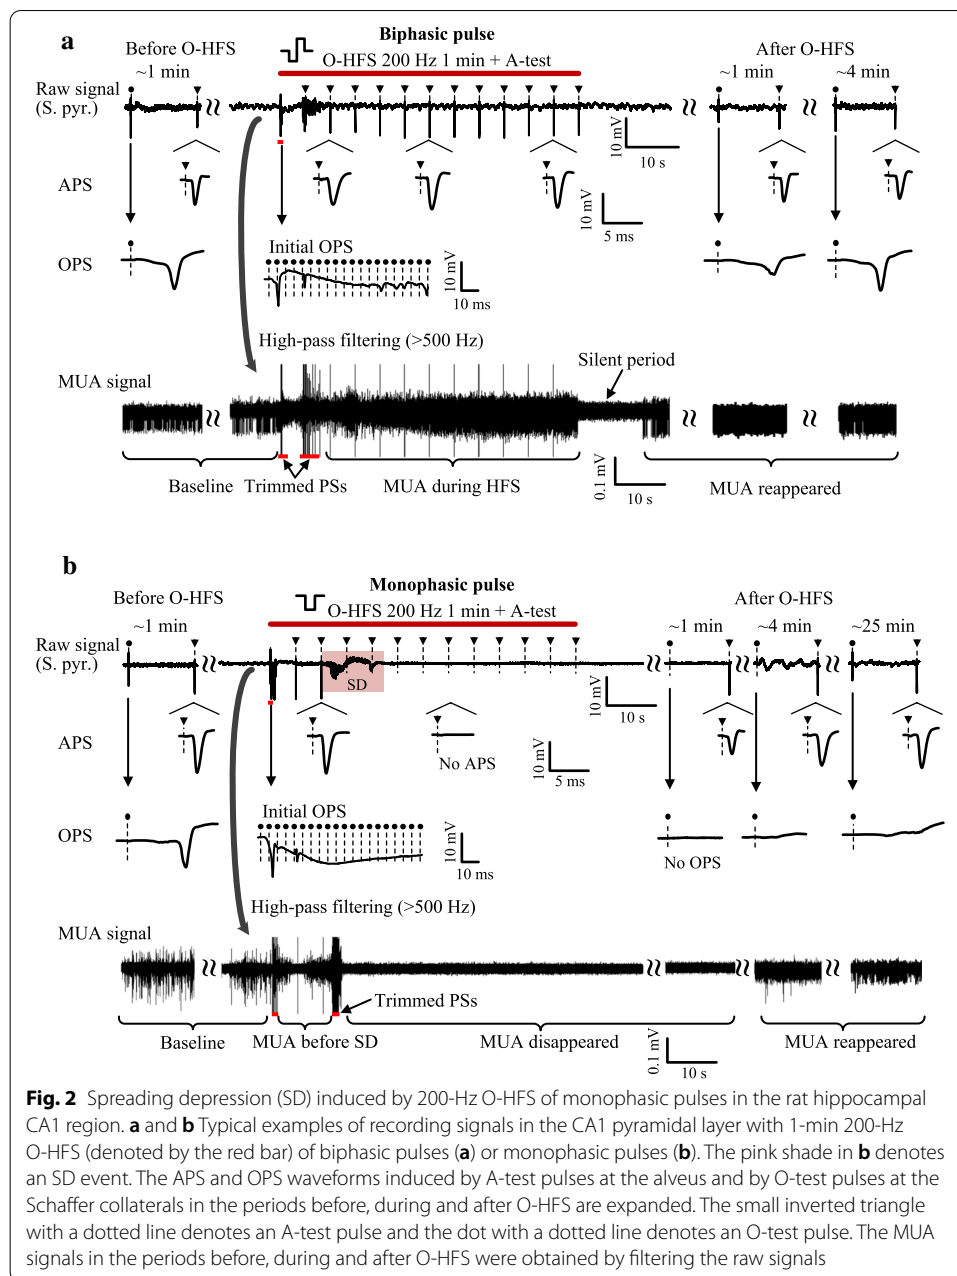 a
Biphasic pulse
Before O-HFS
O-HFS 200 Hz 1 min + A-test
After O-HFS
~1 min
~1 min
~4 min
Raw signal
(S. pyr.)
10 mV
10 s
APS
10 mV
5 ms
OPS
Initial OPS
10 mV
10 ms
High-pass filtering (>500 Hz)
Silent period
MUA signal
0.1 mV
10 s
Baseline
Trimmed PSs
MUA during HFS
MUA reappeared
b
Monophasic pulse
Before O-HFS
O-HFS 200 Hz 1 min + A-test
After O-HFS
~1 min
~1 min
~4 min
~25 min
Raw signal
(S. pyr.)
SD
10 mV
10 s
APS
No APS
10 mV
5 ms
OPS
Initial OPS
10 mV
10 ms
No OPS
High-pass filtering (>500 Hz)
MUA signal
Trimmed PSs
Baseline
MUA before SD
MUA disappeared
0.1 mV
10 s
MUA reappeared
Fig. 2 Spreading depression (SD) induced by 200-Hz O-HFS of monophasic pulses in the rat hippocampal
CA1 region. a and b Typical examples of recording signals in the CA1 pyramidal layer with 1-min 200-Hz
O-HFS (denoted by the red bar) of biphasic pulses (a) or monophasic pulses (b). The pink shade in b denotes
an SD event. The APS and OPS waveforms induced by A-test pulses at the alveus and by O-test pulses at the
Schaffer collaterals in the periods before, during and after O-HFS are expanded. The small inverted triangle
with a dotted line denotes an A-test pulse and the dot with a dotted line denotes an O-test pulse. The MUA
signals in the periods before, during and after O-HFS were obtained by filtering the raw signals